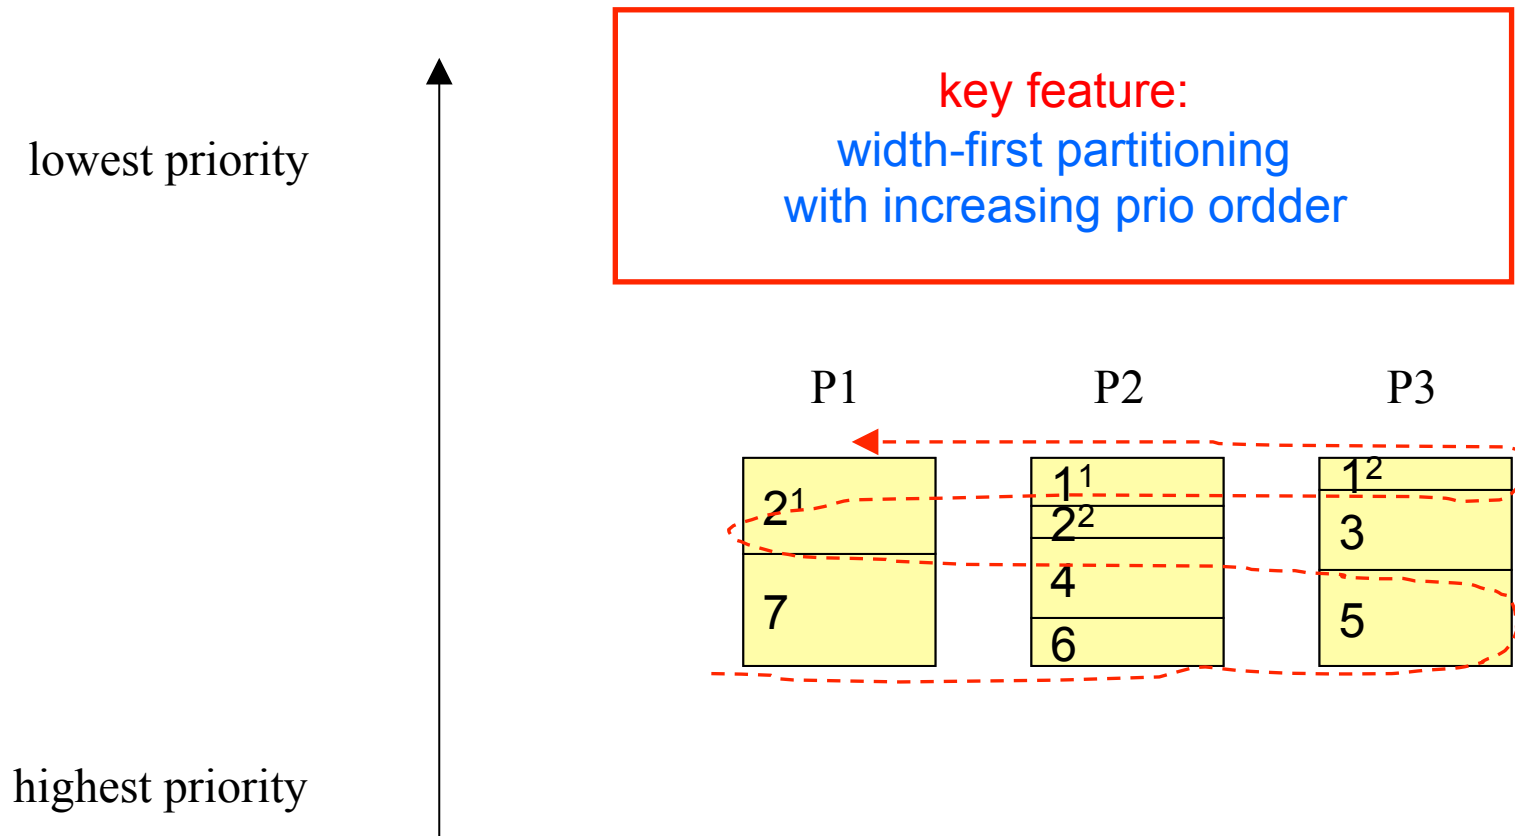 key feature:
width-first partitioning
with increasing prio ordder
lowest priority
P1 P2 P3
2¹
7
1¹
2²
4
6
1²
3
5
highest priority